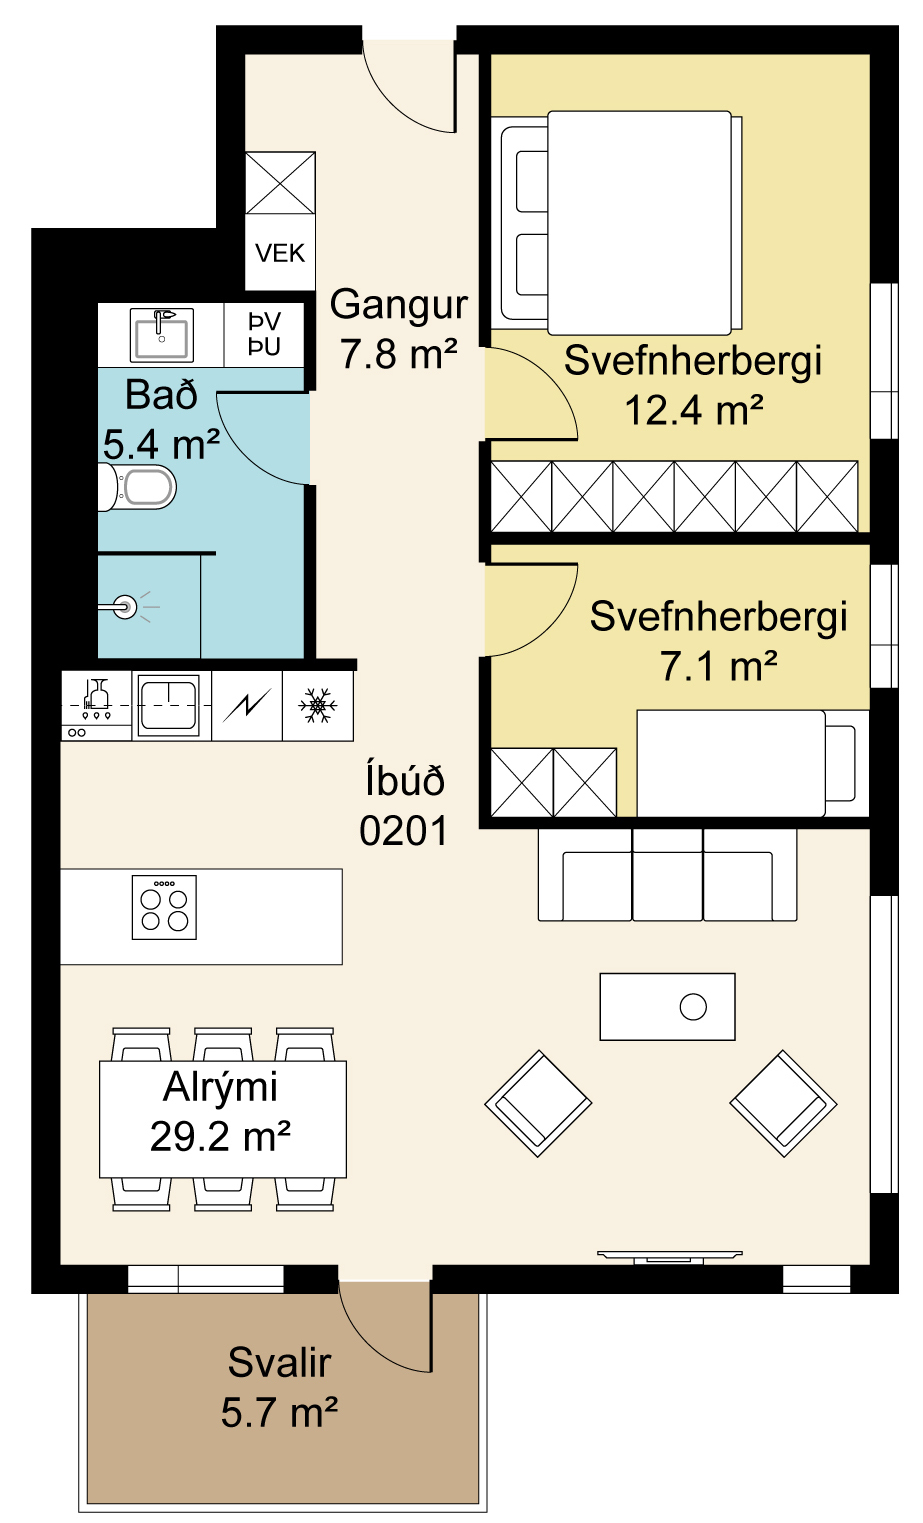 VEK
Gangur
7.8 m²
ÞV
ÞU
Svefnherbergi
12.4 m²
Bað
5.4 m²
Svefnherbergi
7.1 m²
Íbúð
0201
Alrými
29.2 m²
Svalir
5.7 m²